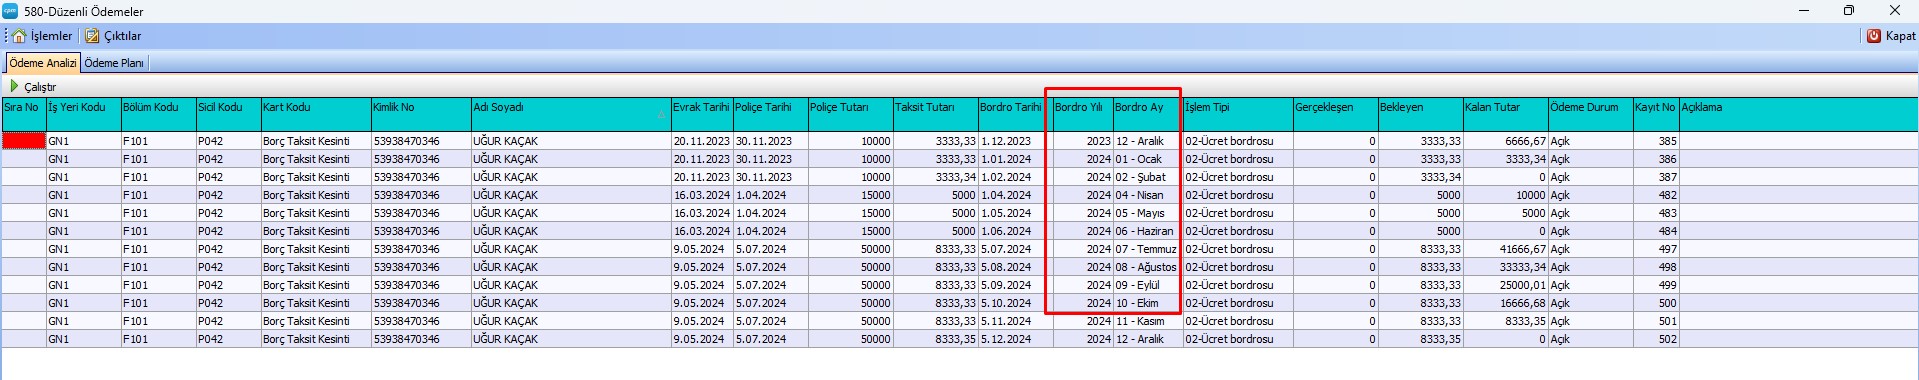 cpm 580-Düzenli Ödemeler
İşlemler Çıktılar Kapat
Ödeme Analizi Ödeme Planı
Çalıştır
Sıra No İş Yeri Kodu Bölüm Kodu Sicil Kodu Kart Kodu Kimlik No Adı Soyadı Evrak Tarihi Poliçe Tarihi Poliçe Tutarı Taksit Tutarı Bordro Tarihi Bordro Yılı Bordro Ay İşlem Tipi Gerçekleşen Bekleyen Kalan Tutar Ödeme Durum Kayıt No Açıklama
GN1 F101 P042 Borç Taksit Kesinti 53938470346 UĞUR KAÇAK 20.11.2023 30.11.2023 10000 3333,33 1.12.2023 2023 12 - Aralık 02-Ücret bordrosu 0 3333,33 6666,67 Açık 385
GN1 F101 P042 Borç Taksit Kesinti 53938470346 UĞUR KAÇAK 20.11.2023 30.11.2023 10000 3333,33 1.01.2024 2024 01 - Ocak 02-Ücret bordrosu 0 3333,33 3333,34 Açık 386
GN1 F101 P042 Borç Taksit Kesinti 53938470346 UĞUR KAÇAK 20.11.2023 30.11.2023 10000 3333,34 1.02.2024 2024 02 - Şubat 02-Ücret bordrosu 0 3333,34 0 Açık 387
GN1 F101 P042 Borç Taksit Kesinti 53938470346 UĞUR KAÇAK 16.03.2024 1.04.2024 15000 5000 1.04.2024 2024 04 - Nisan 02-Ücret bordrosu 0 5000 10000 Açık 482
GN1 F101 P042 Borç Taksit Kesinti 53938470346 UĞUR KAÇAK 16.03.2024 1.04.2024 15000 5000 1.05.2024 2024 05 - Mayıs 02-Ücret bordrosu 0 5000 5000 Açık 483
GN1 F101 P042 Borç Taksit Kesinti 53938470346 UĞUR KAÇAK 16.03.2024 1.04.2024 15000 5000 1.06.2024 2024 06 - Haziran 02-Ücret bordrosu 0 5000 0 Açık 484
GN1 F101 P042 Borç Taksit Kesinti 53938470346 UĞUR KAÇAK 9.05.2024 5.07.2024 50000 8333,33 5.07.2024 2024 07 - Temmuz 02-Ücret bordrosu 0 8333,33 41666,67 Açık 497
GN1 F101 P042 Borç Taksit Kesinti 53938470346 UĞUR KAÇAK 9.05.2024 5.07.2024 50000 8333,33 5.08.2024 2024 08 - Ağustos 02-Ücret bordrosu 0 8333,33 33333,34 Açık 498
GN1 F101 P042 Borç Taksit Kesinti 53938470346 UĞUR KAÇAK 9.05.2024 5.07.2024 50000 8333,33 5.09.2024 2024 09 - Eylül 02-Ücret bordrosu 0 8333,33 25000,01 Açık 499
GN1 F101 P042 Borç Taksit Kesinti 53938470346 UĞUR KAÇAK 9.05.2024 5.07.2024 50000 8333,33 5.10.2024 2024 10 - Ekim 02-Ücret bordrosu 0 8333,33 16666,68 Açık 500
GN1 F101 P042 Borç Taksit Kesinti 53938470346 UĞUR KAÇAK 9.05.2024 5.07.2024 50000 8333,33 5.11.2024 2024 11 - Kasım 02-Ücret bordrosu 0 8333,33 8333,35 Açık 501
GN1 F101 P042 Borç Taksit Kesinti 53938470346 UĞUR KAÇAK 9.05.2024 5.07.2024 50000 8333,35 5.12.2024 2024 12 - Aralık 02-Ücret bordrosu 0 8333,35 0 Açık 502